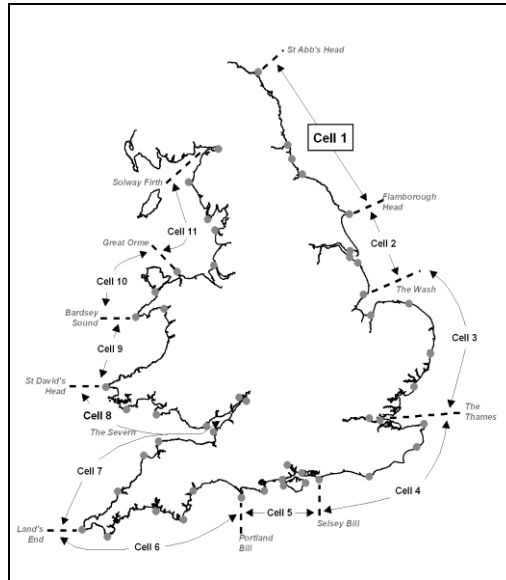 St Abb's Head
Cell 1
Solway Firth
Flamborough
Head
Cell 11
Great Orme
Cell 2
Cell 10
The Wash
Bardsey
Sound
Cell 3
Cell 9
St David's
Head
Cell 8
The
Thames
The Severn
Cell 7
Cell 4
Cell 5
Selsey Bill
Land's
End
Cell 6
Portland
Bill